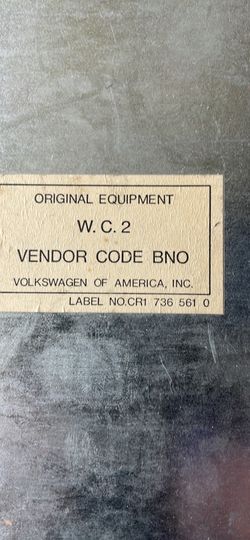 ORIGINAL EQUIPMENT
W. C. 2
VENDOR CODE BNO
VOLKSWAGEN OF AMERICA, INC.
LABEL NO.CR1 736 561 0